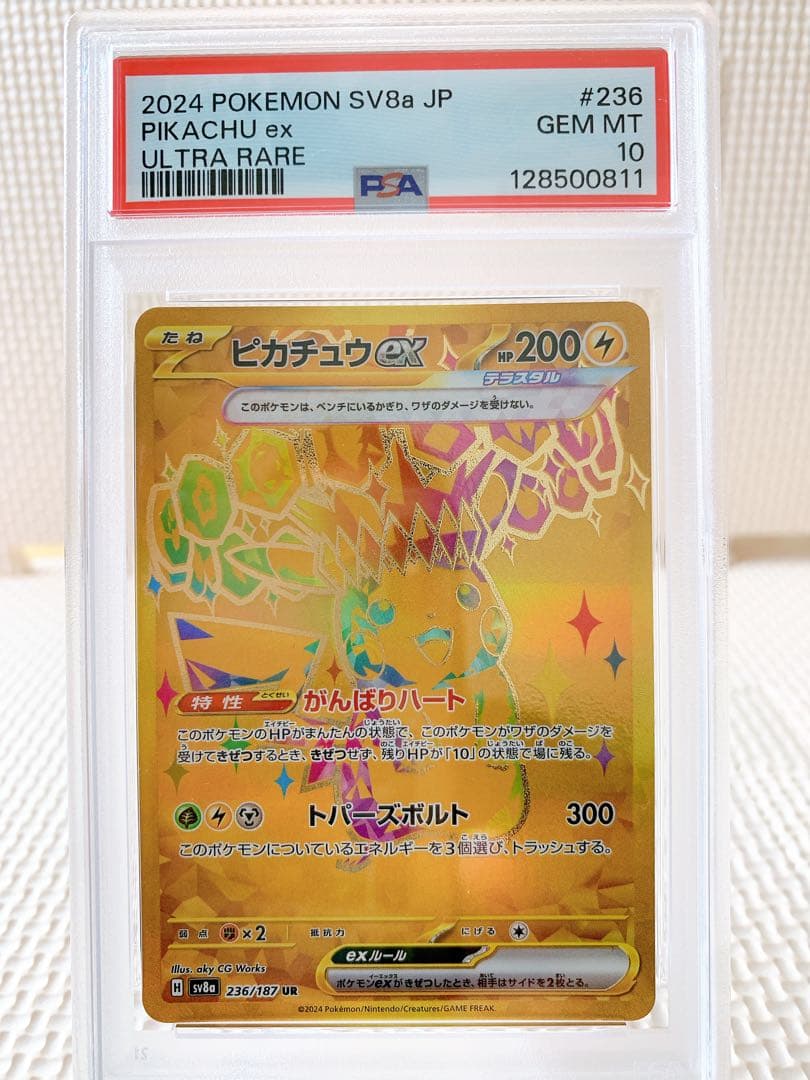 2024 POKEMON SV8a JP #236
PIKACHU ex GEM MT
ULTRA RARE 10
PSA 128500811
たね ピカチュウex HP200
テラスタル
このポケモンは、ベンチにいるかぎり、ワザのダメージを受けない。
特性 とくせい がんばりハート
このポケモンのHPがまんたんの状態で、このポケモンがワザのダメージを
受けてきぜつするとき、きぜつせず、残りHPが「10」の状態で場に残る。
トパーズボルト 300
このポケモンについているエネルギーを3個選び、トラッシュする。
弱点 ×2 抵抗力 にげる
exルール
ポケモンexがきぜつしたとき、相手はサイドを2枚とる。
Illus. aky CG Works
H sv8a 236/187 UR
©2024 Pokémon/Nintendo/Creatures/GAME FREAK.